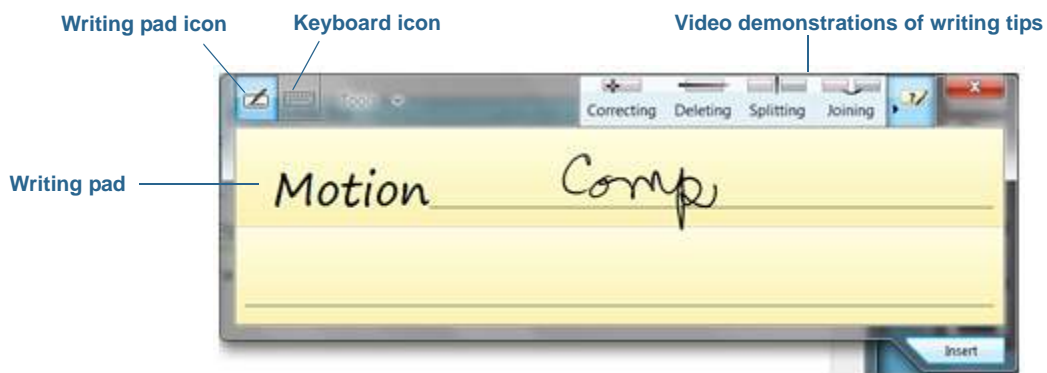 Writing pad icon Keyboard icon Video demonstrations of writing tips
Tools
Correcting Deleting Splitting Joining
Writing pad
Motion Comp
Insert